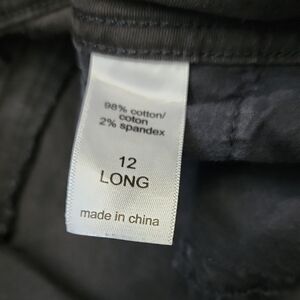 98% cotton/
coton
2% spandex
12
LONG
made in china